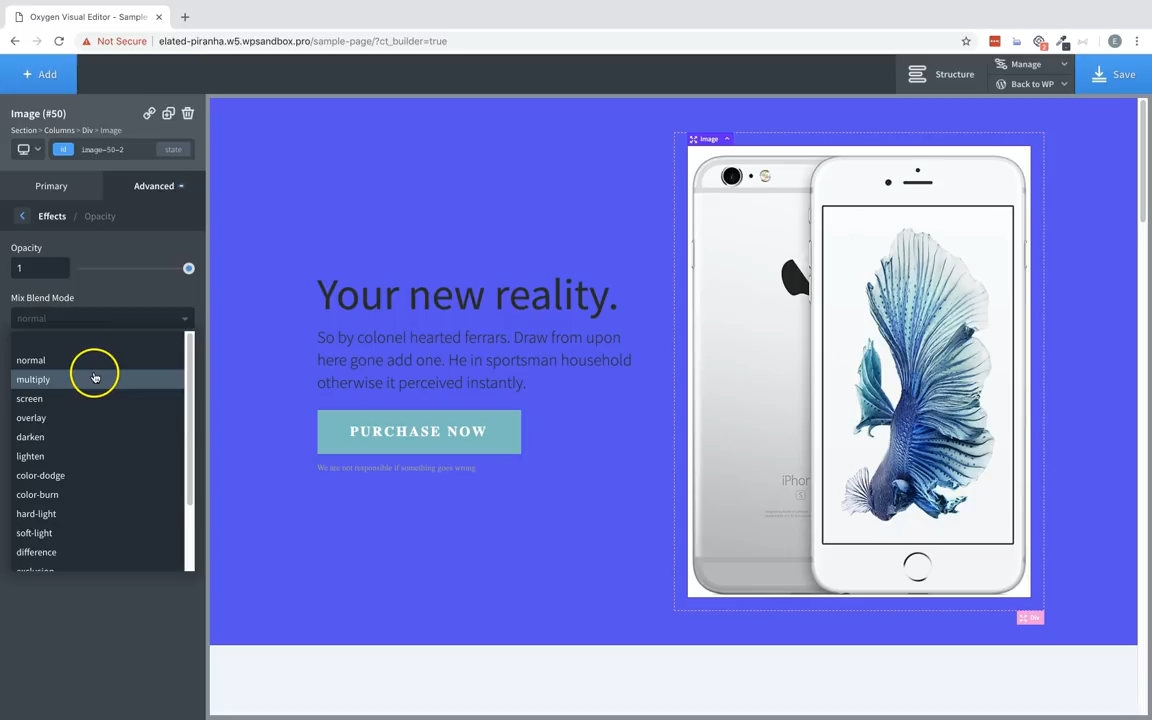 Oxygen Visual Editor - Sample
Not Secure elated-piranha.w5.wpsandbox.pro/sample-page/?ct_builder=true
2
E
+ Add
Structure
Manage
Back to WP
Save
Image (#50)
Section > Columns > Div > Image
id image-50-2 state
Primary Advanced
Effects / Opacity
Opacity
1
Mix Blend Mode
normal
normal
multiply
screen
overlay
darken
lighten
color-dodge
color-burn
hard-light
soft-light
difference
Image
Your new reality.
So by colonel hearted ferrars. Draw from upon
here gone add one. He in sportsman household
otherwise it perceived instantly.
PURCHASE NOW
We are not responsible if something goes wrong
S
Div